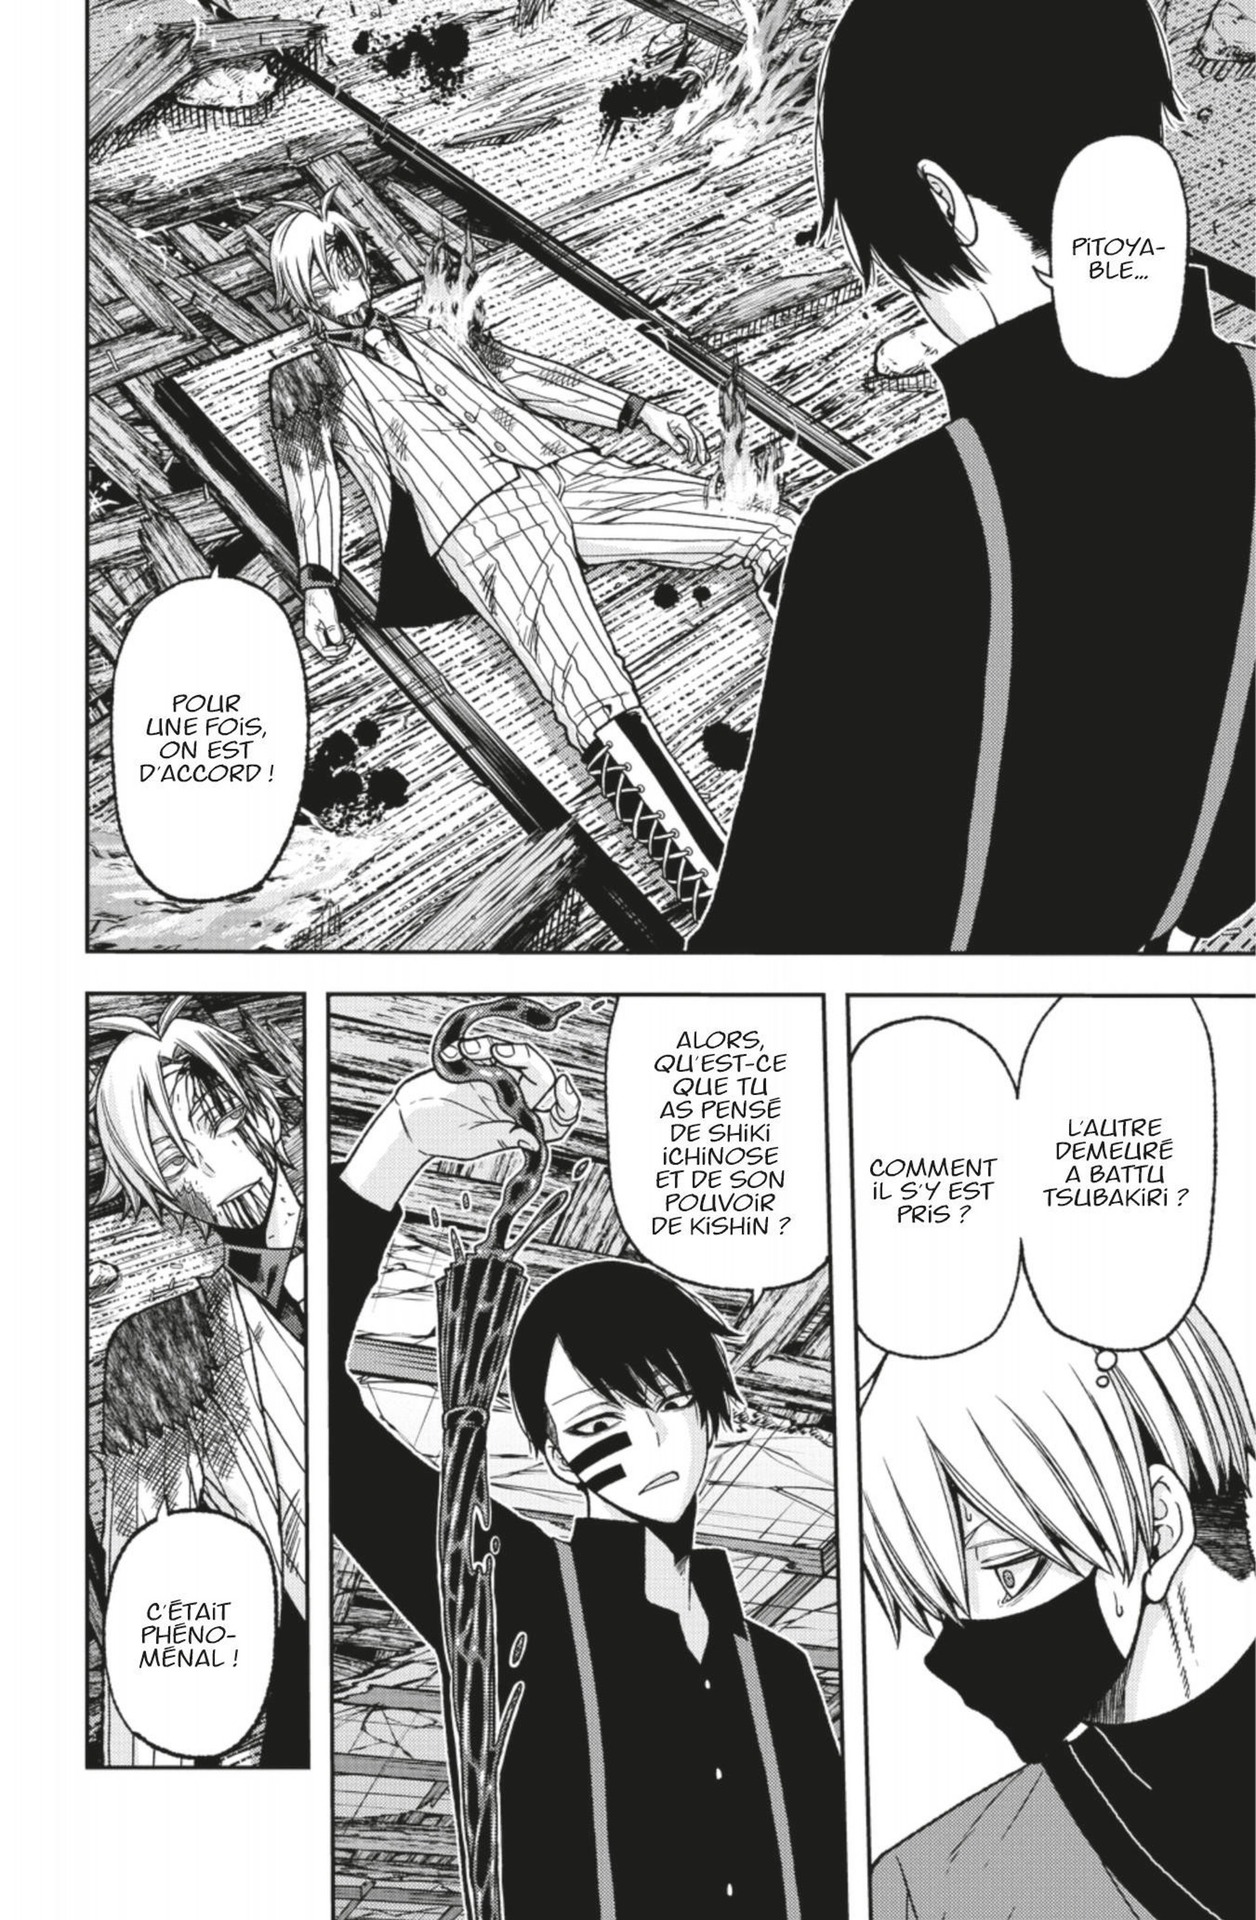 PITOYA-
BLE...
POUR
UNE FOIS,
ON EST
D'ACCORD !
L'AUTRE
DEMEURÉ
A BATTU
TSUBAKIRI ?
COMMENT
IL S'Y EST
PRIS ?
ALORS,
QU'EST-CE
QUE TU
AS PENSÉ
DE SHIKI
ICHINOSE
ET DE SON
POUVOIR
DE KISHIN ?
C'ÉTAIT
PHÉNO-
MÉNAL !